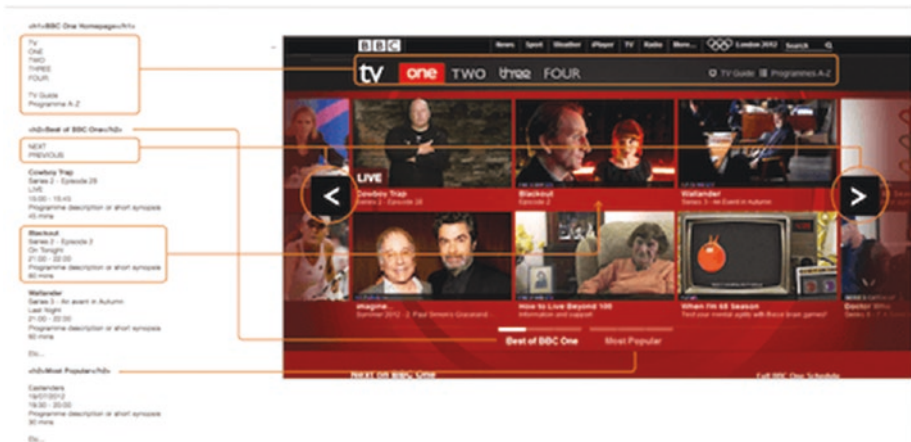 <h1>BBC One Homepage</h1>
TV
ONE
TWO
THREE
FOUR
TV Guide
Programme A-Z
<h2>Best of BBC One</h2>
NEXT
PREVIOUS
Cowboy Trap
Series 2 - Episode 28
LIVE
15:00 - 15:45
Programme description or short synopsis
45 mins
Blackout
Series 2 - Episode 2
On Tonight
21:00 - 22:00
Programme description or short synopsis
60 mins
Wallander
Series 3 - An event in Autumn
Last Night
21:00 - 22:00
Programme description or short synopsis
90 mins
Etc...
<h2>Most Popular</h2>
Eastenders
19/07/2012
19:30 - 20:00
Programme description or short synopsis
30 mins
Etc...
BBC
News Sport Weather iPlayer TV Radio More... London 2012 Search
tv one TWO three FOUR TV Guide Programmes A-Z
LIVE
Cowboy Trap
Series 2 - Episode 28
Blackout
Episode 2
Wallander
Series 3 - An Event in Autumn
< >
imagine...
Summer 2012 - 2. Paul Simon's Graceland
How to Live Beyond 100
Information and support
When I'm 65 Season
Test your mental agility with these brain games!
Doctor Who
Best of BBC One Most Popular
Next on BBC One Full BBC One Schedule